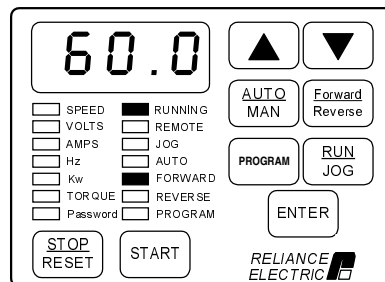 60.0
SPEED
VOLTS
AMPS
Hz
Kw
TORQUE
Password
RUNNING
REMOTE
JOG
AUTO
FORWARD
REVERSE
PROGRAM
AUTO
MAN
Forward
Reverse
PROGRAM
RUN
JOG
ENTER
STOP
RESET
START
RELIANCE
ELECTRIC